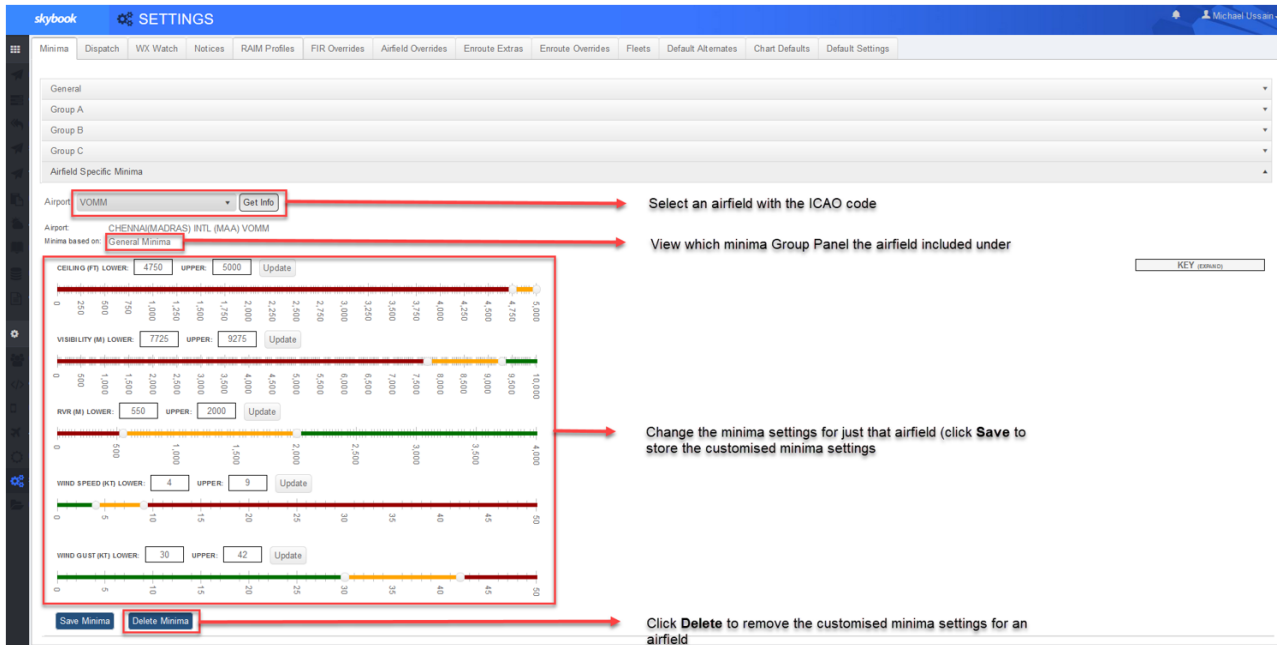 skybook SETTINGS Michael Ussain
Minima Dispatch WX Watch Notices RAIM Profiles FIR Overrides Airfield Overrides Enroute Extras Enroute Overrides Fleets Default Alternates Chart Defaults Default Settings
General
Group A
Group B
Group C
Airfield Specific Minima
Airport VOMM Get Info
Select an airfield with the ICAO code
Airport: CHENNAI(MADRAS) INTL (MAA) VOMM
Minima based on: General Minima
View which minima Group Panel the airfield included under
KEY (EXPAND)
CEILING (FT) LOWER: 4750 UPPER: 5000 Update
0 250 500 750 1,000 1,250 1,500 1,750 2,000 2,250 2,500 2,750 3,000 3,250 3,500 3,750 4,000 4,250 4,500 4,750 5,000
VISIBILITY (M) LOWER: 7725 UPPER: 9275 Update
0 500 1,000 1,500 2,000 2,500 3,000 3,500 4,000 4,500 5,000 5,500 6,000 6,500 7,000 7,500 8,000 8,500 9,000 9,500 10,000
RVR (M) LOWER: 550 UPPER: 2000 Update
0 500 1,000 1,500 2,000 2,500 3,000 3,500 4,000
Change the minima settings for just that airfield (click Save to
store the customised minima settings
WIND SPEED (KT) LOWER: 4 UPPER: 9 Update
0 5 10 15 20 25 30 35 40 45 50
WIND GUST (KT) LOWER: 30 UPPER: 42 Update
0 5 10 15 20 25 30 35 40 45 50
Save Minima Delete Minima
Click Delete to remove the customised minima settings for an
airfield